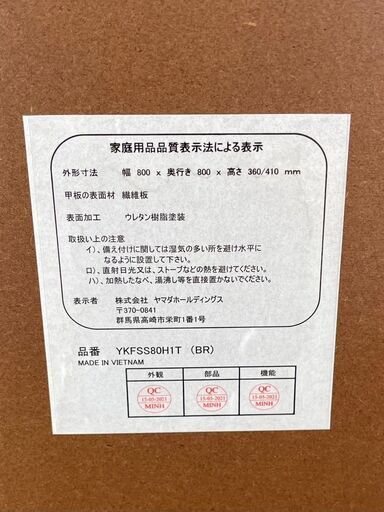 家庭用品品質表示法による表示
外形寸法 幅 800 x 奥行き 800 x 高さ 360/410 mm
甲板の表面材 繊維板
表面加工 ウレタン樹脂塗装
取扱い上の注意
イ)、備え付けに関しては湿気の多い所を避け水平に
なるように設置して下さい。
ロ)、直射日光又は、ストーブなどの熱を避けてください。
ハ)、加熱したなべ、湯沸し等を直接置かないでください。
表示者 株式会社 ヤマダホールディングス
〒370-0841
群馬県高崎市栄町1番1号
品番 YKFSS80H1T (BR)
MADE IN VIETNAM
外観 部品 機能
QC QC QC
15-05-2021 15-05-2021 15-05-2021
MINH MINH MINH